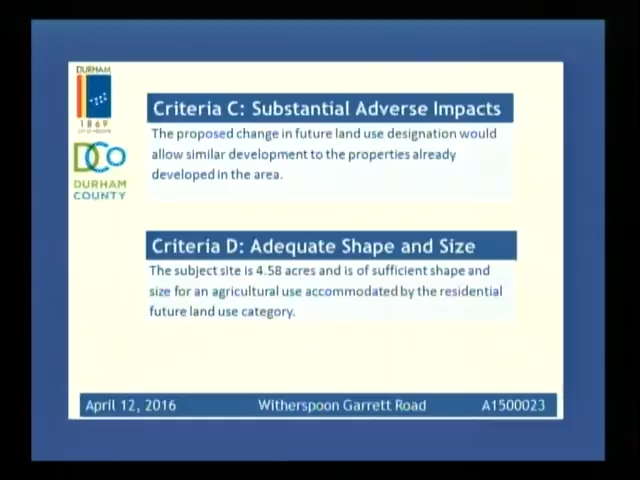 DURHAM
1869
DCo
DURHAM
COUNTY
Criteria C: Substantial Adverse Impacts
The proposed change in future land use designation would
allow similar development to the properties already
developed in the area.
Criteria D: Adequate Shape and Size
The subject site is 4.58 acres and is of sufficient shape and
size for an agricultural use accommodated by the residential
future land use category.
April 12, 2016 Witherspoon Garrett Road A1500023